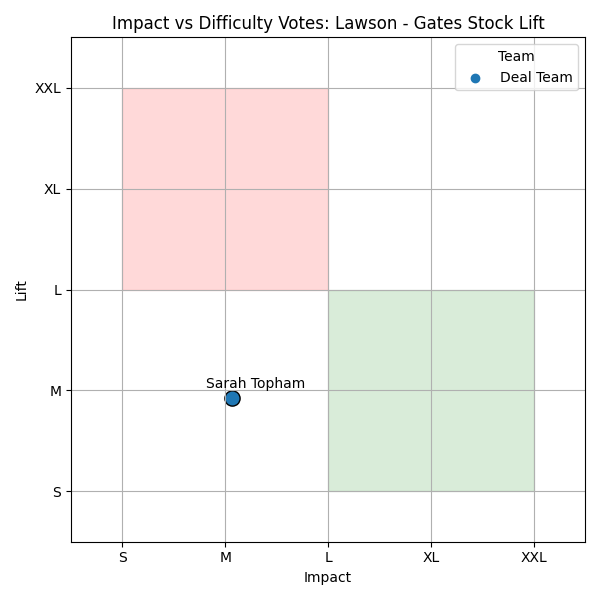 Impact vs Difficulty Votes: Lawson - Gates Stock Lift
Team
Deal Team
XXL
XL
L
M
S
Lift
Sarah Topham
S M L XL XXL
Impact